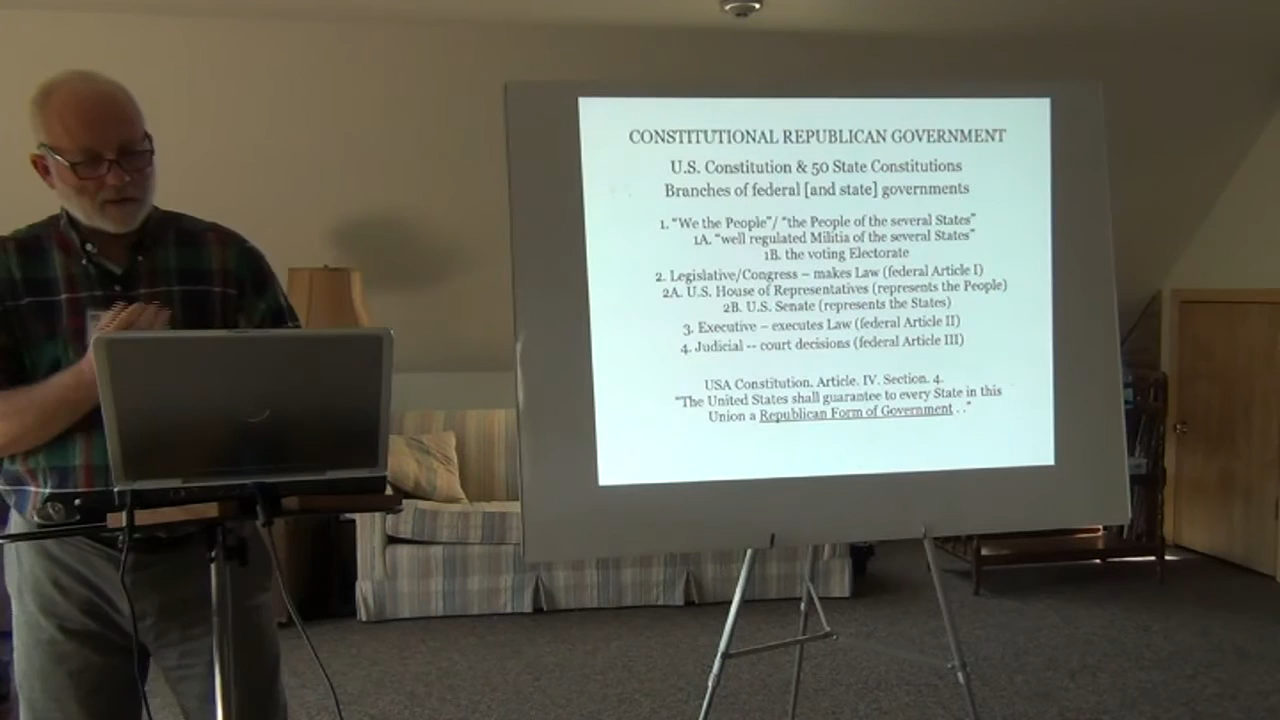 CONSTITUTIONAL REPUBLICAN GOVERNMENT
U.S. Constitution & 50 State Constitutions
Branches of federal [and state] governments
1. "We the People"/ "the People of the several States"
1A. "well regulated Militia of the several States"
1B. the voting Electorate
2. Legislative/Congress – makes Law (federal Article I)
2A. U.S. House of Representatives (represents the People)
2B. U.S. Senate (represents the States)
3. Executive – executes Law (federal Article II)
4. Judicial -- court decisions (federal Article III)
USA Constitution. Article. IV. Section. 4.
"The United States shall guarantee to every State in this
Union a Republican Form of Government . ."